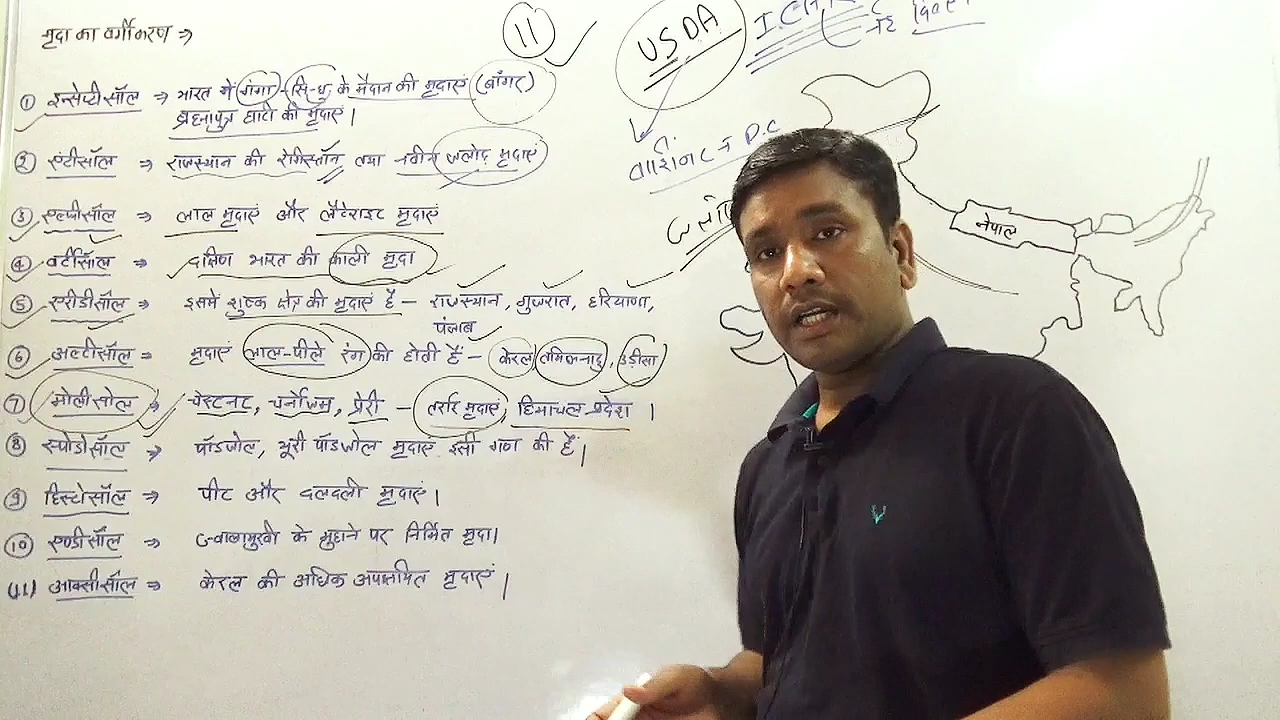 मृदा का वर्गीकरण ⇒
11
USDA
① इन्सेप्टीसॉल ⇒ भारत में गंगा-सिन्धु के मैदान की मृदाएं (बाँगर)
ब्रह्मपुत्र घाटी की मृदाएं।
② एंटीसॉल ⇒ राजस्थान की रेगिस्तान तथा नवीन जलोढ़ मृदाएं
वाशिंगटन D.C
③ एल्फीसॉल ⇒ लाल मृदाएं और लैटेराइट मृदाएं
नेपाल
④ वर्टीसॉल ⇒ दक्षिण भारत की काली मृदा
⑤ एरीडीसॉल ⇒ इसमें शुष्क क्षेत्र की मृदाएं हैं – राजस्थान, गुजरात, हरियाणा,
पंजाब
⑥ अल्टीसॉल ⇒ मृदाएं लाल-पीले रंग की होती हैं – केरल, तमिलनाडु, उड़ीसा
⑦ मोलीसोल ⇒ चेस्टनट, चर्नोजम, प्रेरी – तराई मृदाएं, हिमाचल प्रदेश।
⑧ स्पोडीसॉल ⇒ पॉडजोल, भूरी पॉडजोल मृदाएं इसी गण की हैं।
⑨ हिस्टोसॉल ⇒ पीट और दलदली मृदाएं।
⑩ एण्डीसॉल ⇒ ज्वालामुखी के मुहाने पर निर्मित मृदा।
(11) आक्सीसॉल ⇒ केरल की अधिक अपक्षयित मृदाएं।